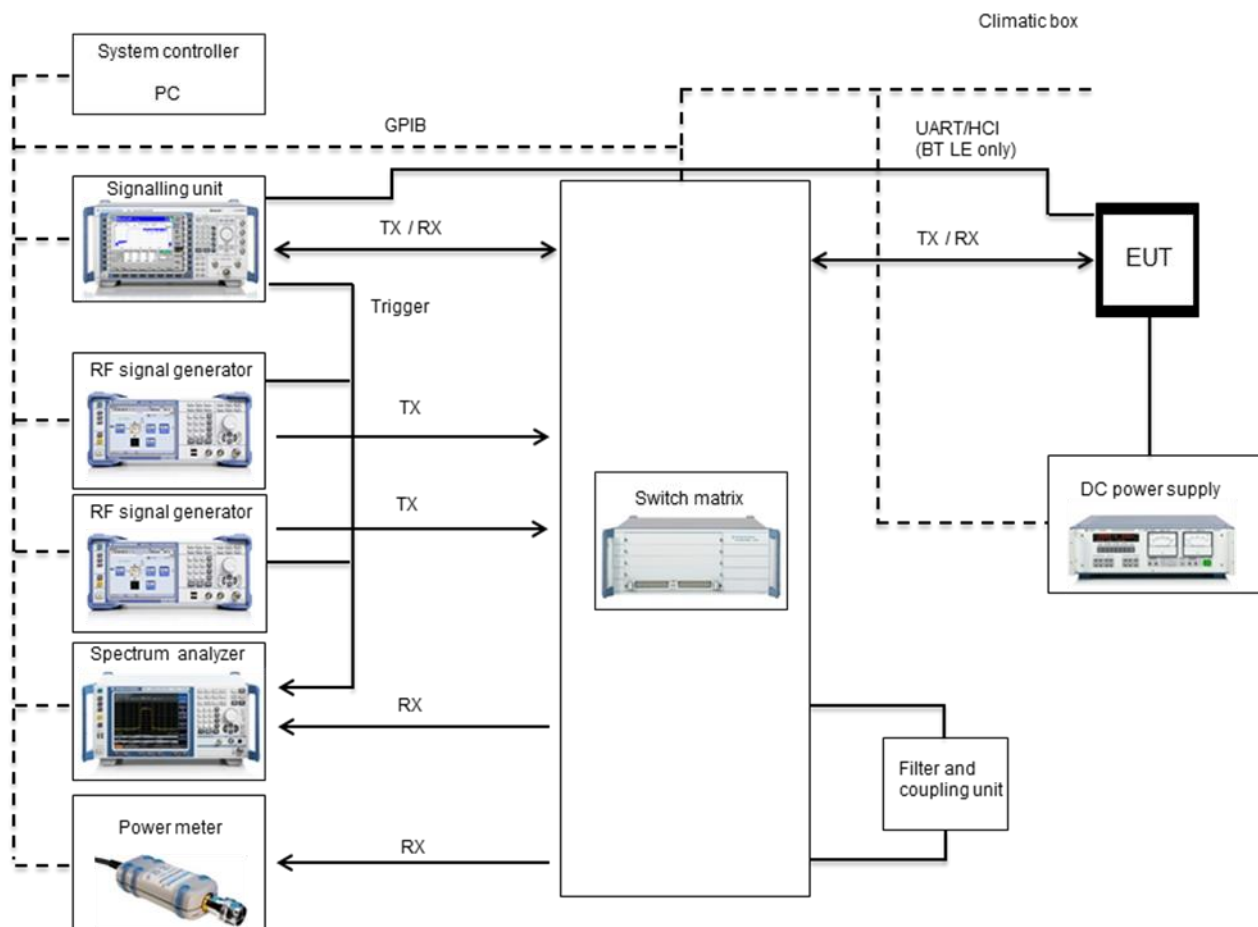 Climatic box
System controller
PC
GPIB
UART/HCI
(BT LE only)
Signalling unit
TX / RX
TX / RX
EUT
Trigger
RF signal generator
TX
RF signal generator
TX
Switch matrix
DC power supply
Spectrum analyzer
RX
Filter and
coupling unit
Power meter
RX